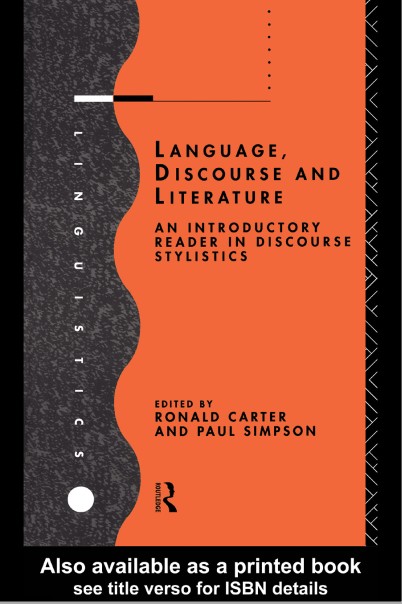 LINGUISTICS
LANGUAGE,
DISCOURSE AND
LITERATURE
AN INTRODUCTORY
READER IN DISCOURSE
STYLISTICS
EDITED BY
RONALD CARTER
AND PAUL SIMPSON
ROUTLEDGE
Also available as a printed book
see title verso for ISBN details